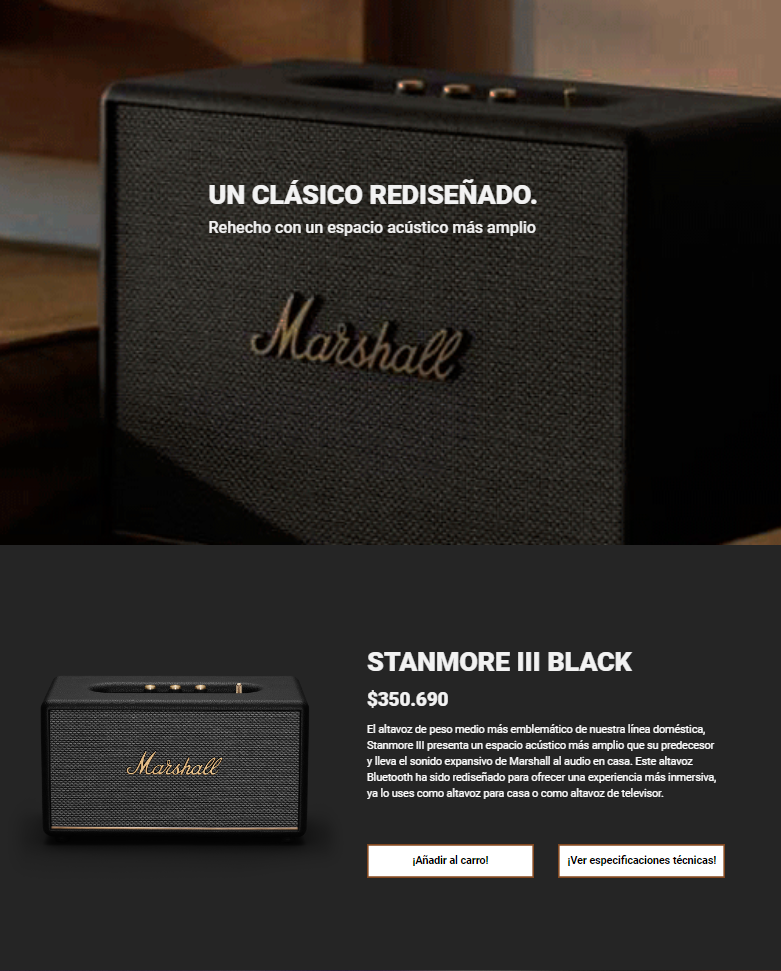 UN CLÁSICO REDISEÑADO.
Rehecho con un espacio acústico más amplio
Marshall
STANMORE III BLACK
$350.690
El altavoz de peso medio más emblemático de nuestra línea doméstica,
Stanmore III presenta un espacio acústico más amplio que su predecesor
y lleva el sonido expansivo de Marshall al audio en casa. Este altavoz
Bluetooth ha sido rediseñado para ofrecer una experiencia más inmersiva,
ya lo uses como altavoz para casa o como altavoz de televisor.
Marshall
¡Añadir al carro!
¡Ver especificaciones técnicas!